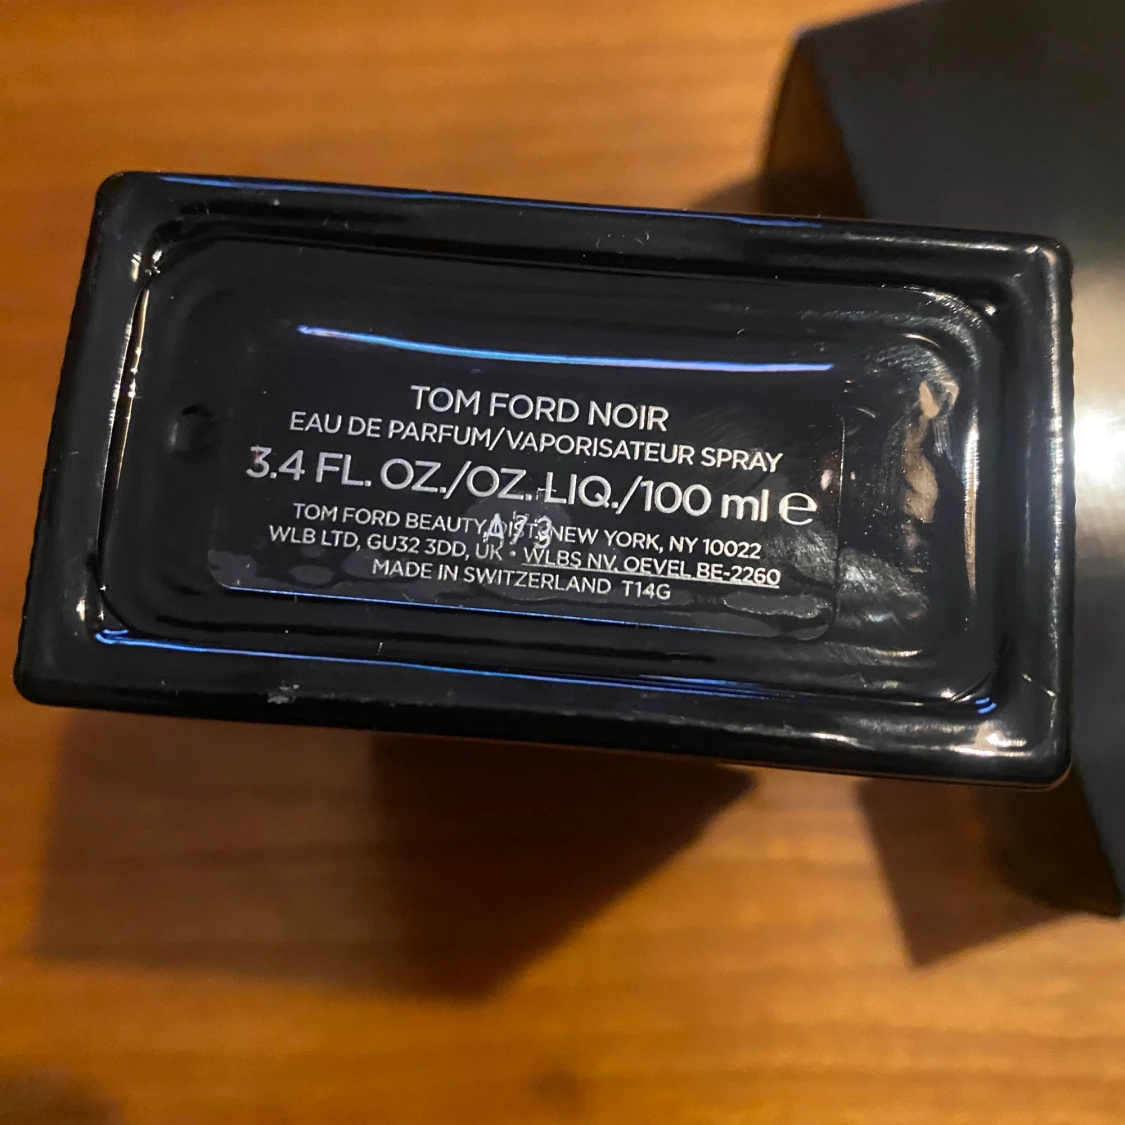 TOM FORD NOIR
EAU DE PARFUM/VAPORISATEUR SPRAY
3.4 FL. OZ./OZ. LIQ./100 ml e
TOM FORD BEAUTY, DIST. NEW YORK, NY 10022
A73
WLB LTD, GU32 3DD, UK • WLBS NV. OEVEL BE-2260
MADE IN SWITZERLAND T14G